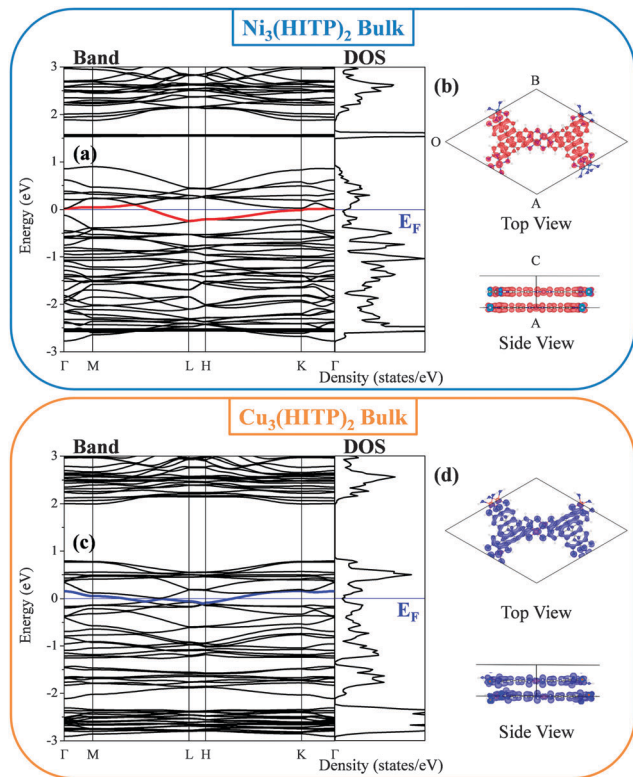 Ni₃(HITP)₂ Bulk
Band DOS
(b)
3
2
1
0
-1
-2
-3
Energy (eV)
(a)
E_F
Γ M L H K Γ
Density (states/eV)
B
O
A
Top View
C
A
Side View
Cu₃(HITP)₂ Bulk
Band DOS
(d)
3
2
1
0
-1
-2
-3
Energy (eV)
(c)
E_F
Γ M L H K Γ
Density (states/eV)
Top View
Side View